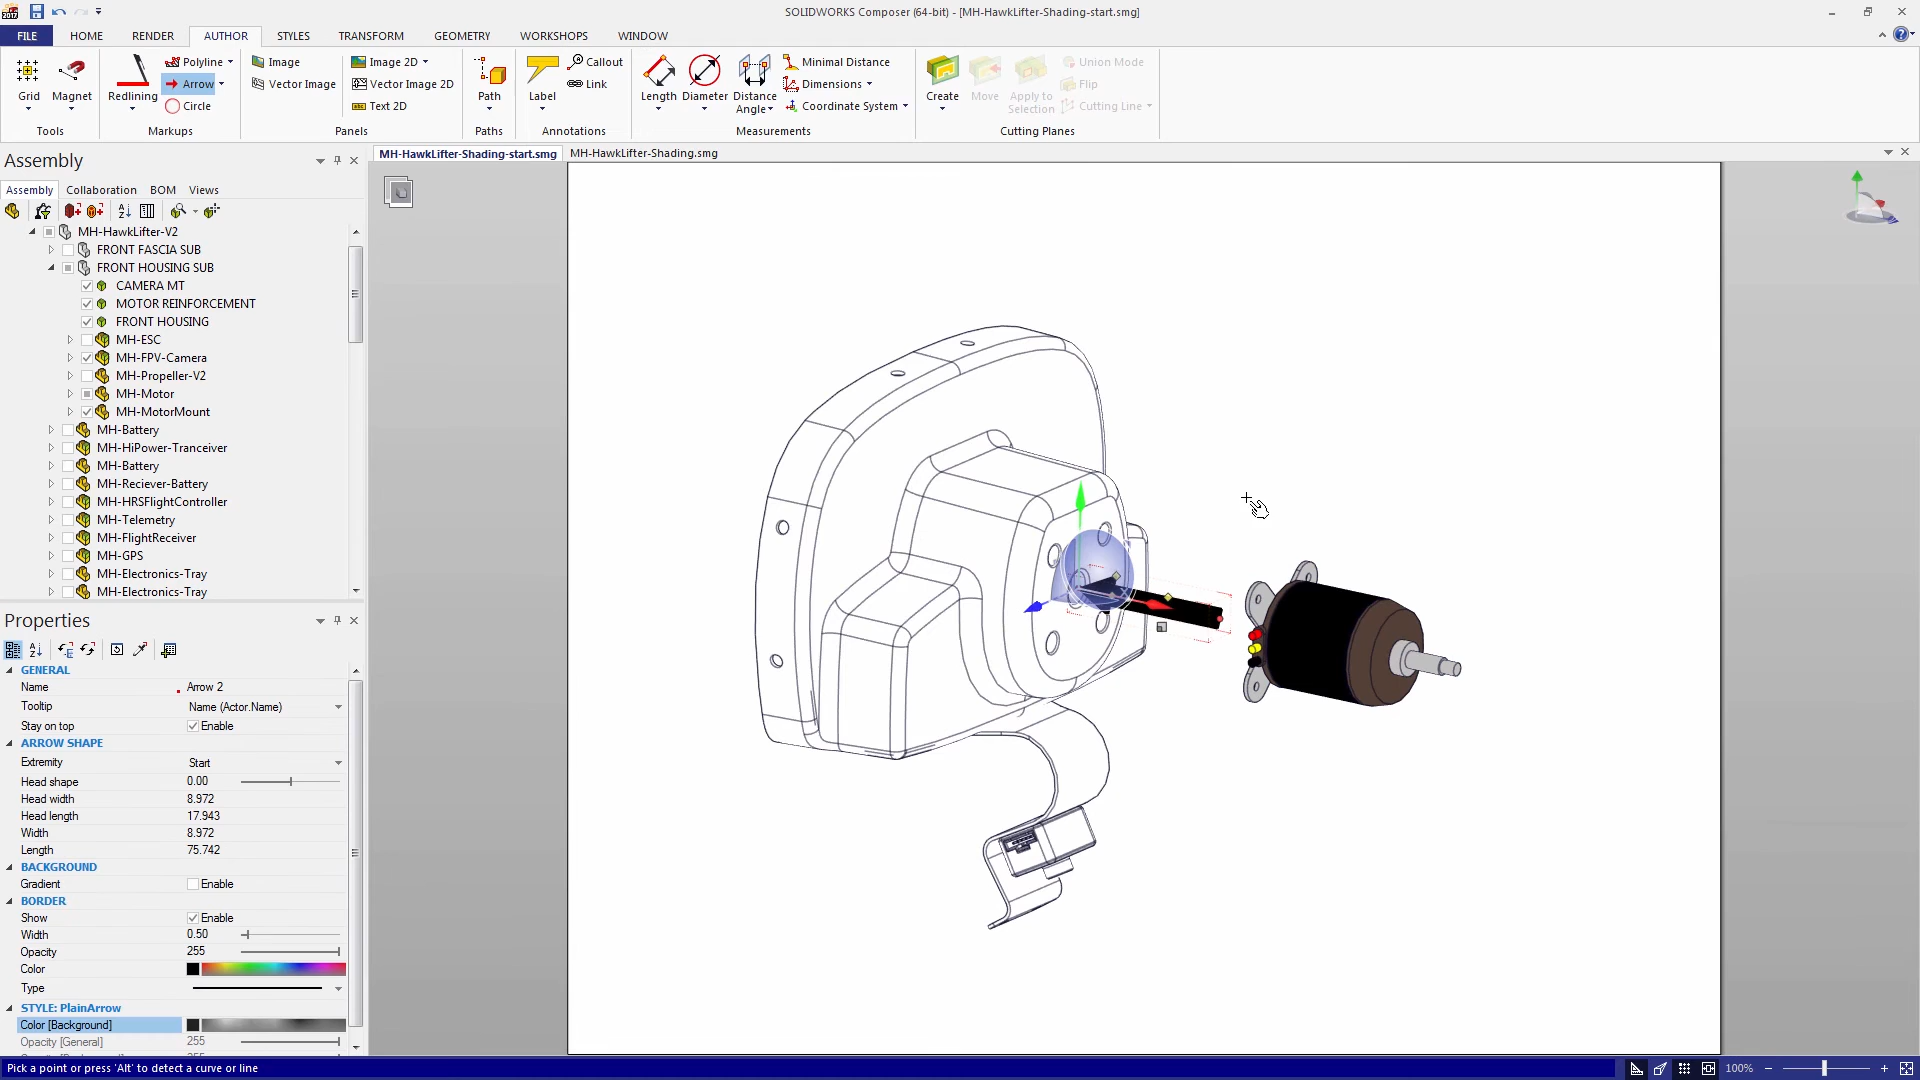 SOLIDWORKS Composer (64-bit) - [MH-HawkLifter-Shading-start.smg]
FILE HOME RENDER AUTHOR STYLES TRANSFORM GEOMETRY WORKSHOPS WINDOW
Grid Magnet Tools
Redlining Polyline Arrow Circle Markups
Image Vector Image Image 2D Vector Image 2D Text 2D Panels
Path Paths
Label Callout Link Annotations
Length Diameter Distance Angle Minimal Distance Dimensions Coordinate System Measurements
Create Move Apply to Selection Union Mode Flip Cutting Line Cutting Planes
Assembly
MH-HawkLifter-Shading-start.smg MH-HawkLifter-Shading.smg
Assembly Collaboration BOM Views
MH-HawkLifter-V2
FRONT FASCIA SUB
FRONT HOUSING SUB
CAMERA MT
MOTOR REINFORCEMENT
FRONT HOUSING
MH-ESC
MH-FPV-Camera
MH-Propeller-V2
MH-Motor
MH-MotorMount
MH-Battery
MH-HiPower-Tranceiver
MH-Battery
MH-Reciever-Battery
MH-HRSFlightController
MH-Telemetry
MH-FlightReceiver
MH-GPS
MH-Electronics-Tray
MH-Electronics-Tray
Properties
GENERAL
Name Arrow 2
Tooltip Name (Actor.Name)
Stay on top Enable
ARROW SHAPE
Extremity Start
Head shape 0.00
Head width 8.972
Head length 17.943
Width 8.972
Length 75.742
BACKGROUND
Gradient Enable
BORDER
Show Enable
Width 0.50
Opacity 255
Color
Type
STYLE: PlainArrow
Color [Background]
Opacity [General] 255
Pick a point or press 'Alt' to detect a curve or line
100%